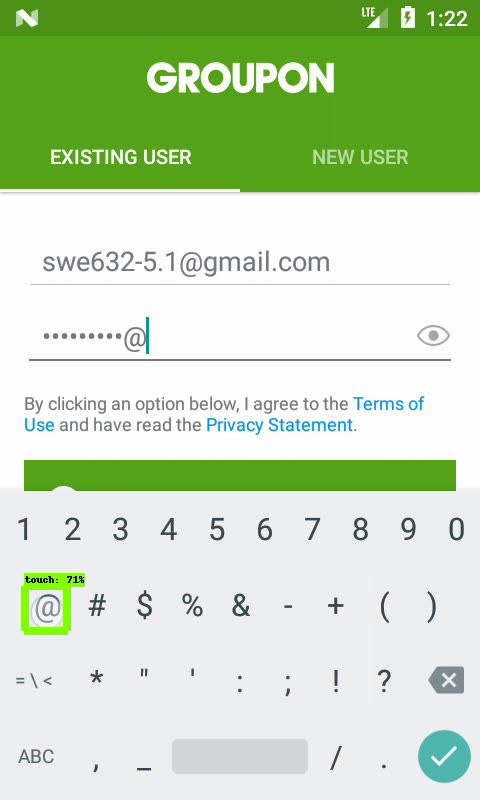 LTE 1:22
GROUPON
EXISTING USER NEW USER
swe632-5.1@gmail.com
•••••••••@
By clicking an option below, I agree to the Terms of
Use and have read the Privacy Statement.
1 2 3 4 5 6 7 8 9 0
touch: 71%
@ # $ % & - + ( )
= \ < * " ' : ; ! ?
ABC , _ / .